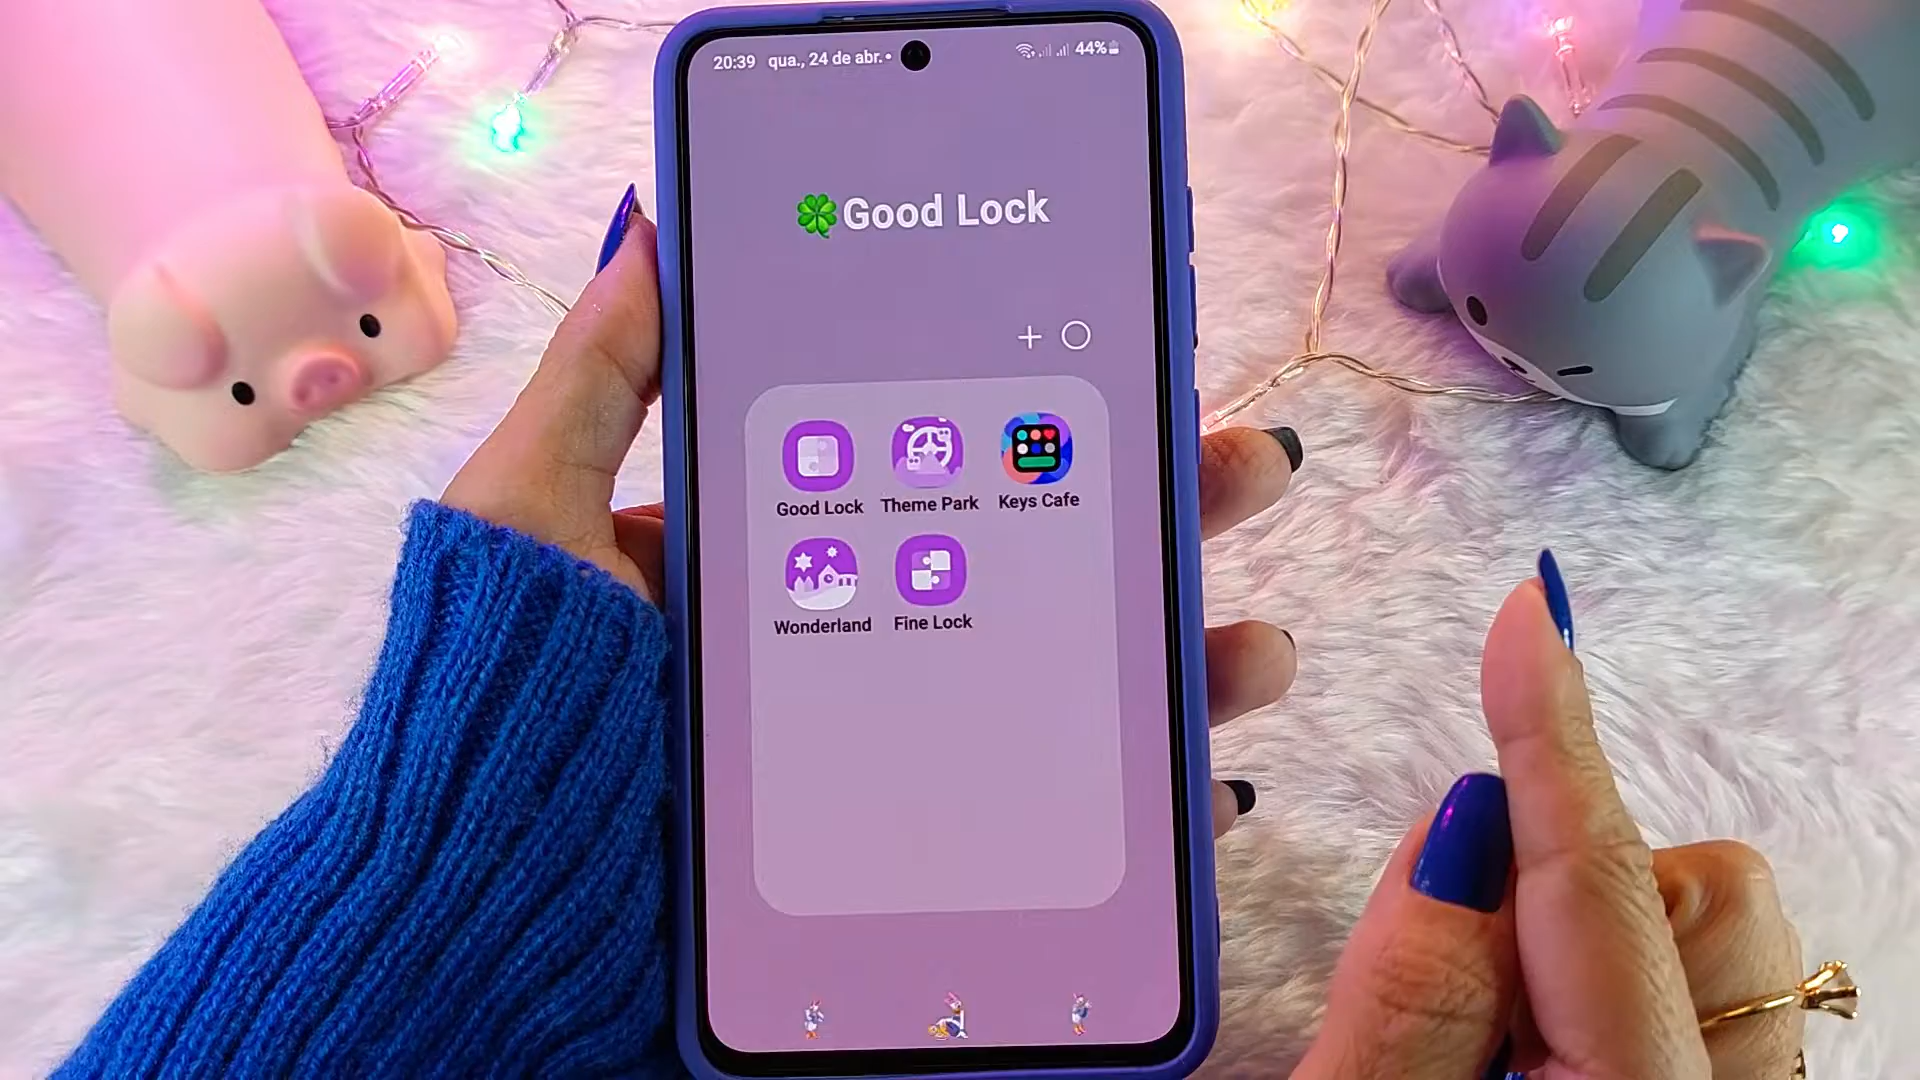 20:39 qua., 24 de abr. • 44%
🍀Good Lock
Good Lock
Theme Park
Keys Cafe
Wonderland
Fine Lock